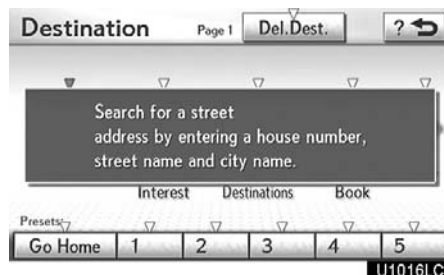 Destination Page 1 Del.Dest. ?
Search for a street
address by entering a house number,
street name and city name.
Interest Destinations Book
Presets
Go Home 1 2 3 4 5
U1016LC